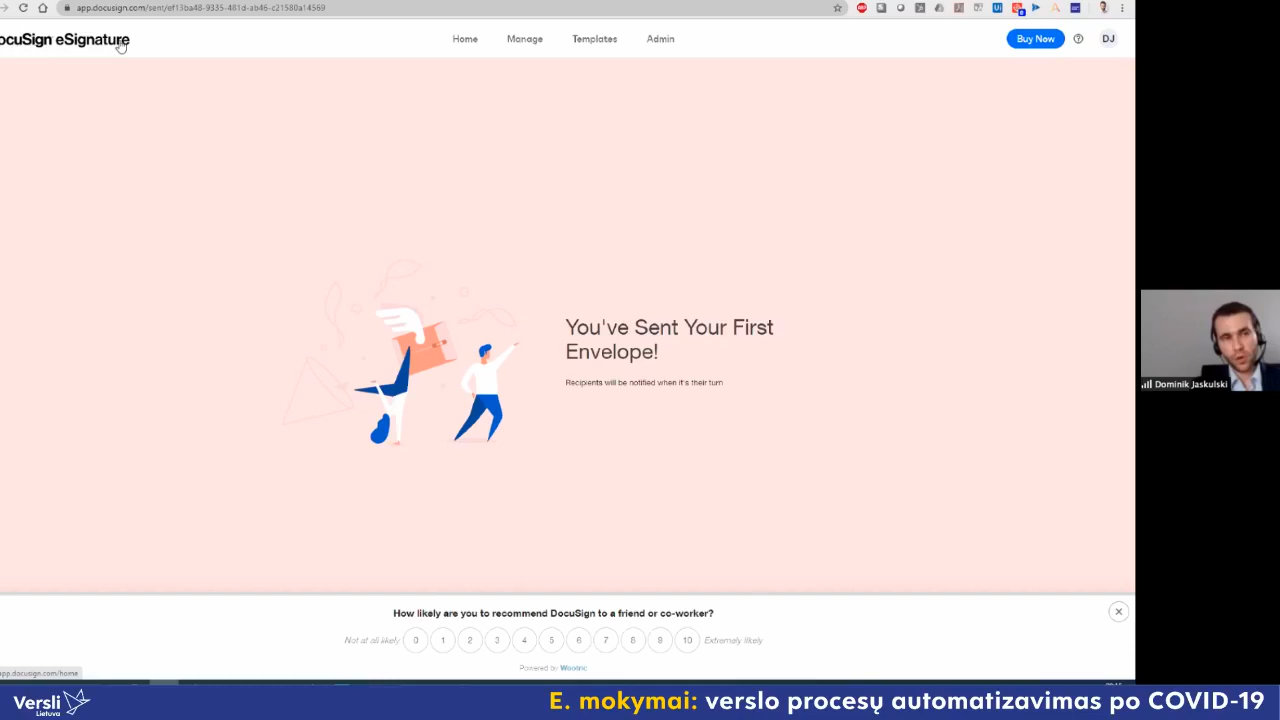 app.docusign.com/sent/ef13ba48-9335-481d-ab46-c21580a14569
ocuSign eSignature
Home
Manage
Templates
Admin
Buy Now
DJ
You've Sent Your First
Envelope!
Recipients will be notified when it's their turn
How likely are you to recommend DocuSign to a friend or co-worker?
Not at all likely 0 1 2 3 4 5 6 7 8 9 10 Extremely likely
Powered by Wootric
app.docusign.com/home
Dominik Jaskulski
Versli
Lietuva
E. mokymai: verslo procesų automatizavimas po COVID-19